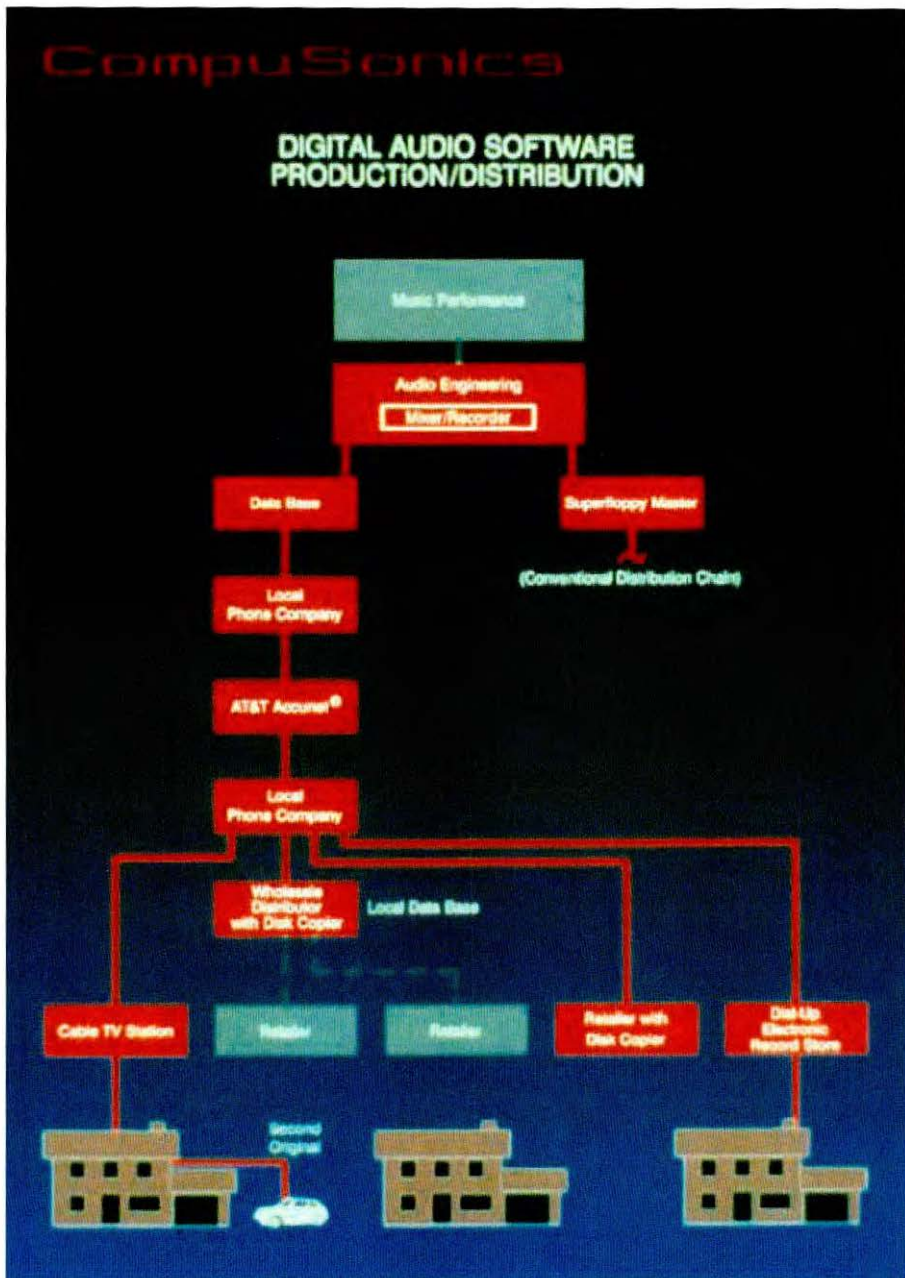 CompuSonics
DIGITAL AUDIO SOFTWARE
PRODUCTION/DISTRIBUTION
Music Performance
Audio Engineering
Mixer/Recorder
Data Base
Superfloppy Master
(Conventional Distribution Chain)
Local
Phone Company
AT&T Accunet®
Local
Phone Company
Wholesale
Distributor
with Disk Copier
Local Data Base
Cable TV Station
Retailer
Retailer
Retailer with
Disk Copier
Dial-Up
Electronic
Record Store
Second
Original